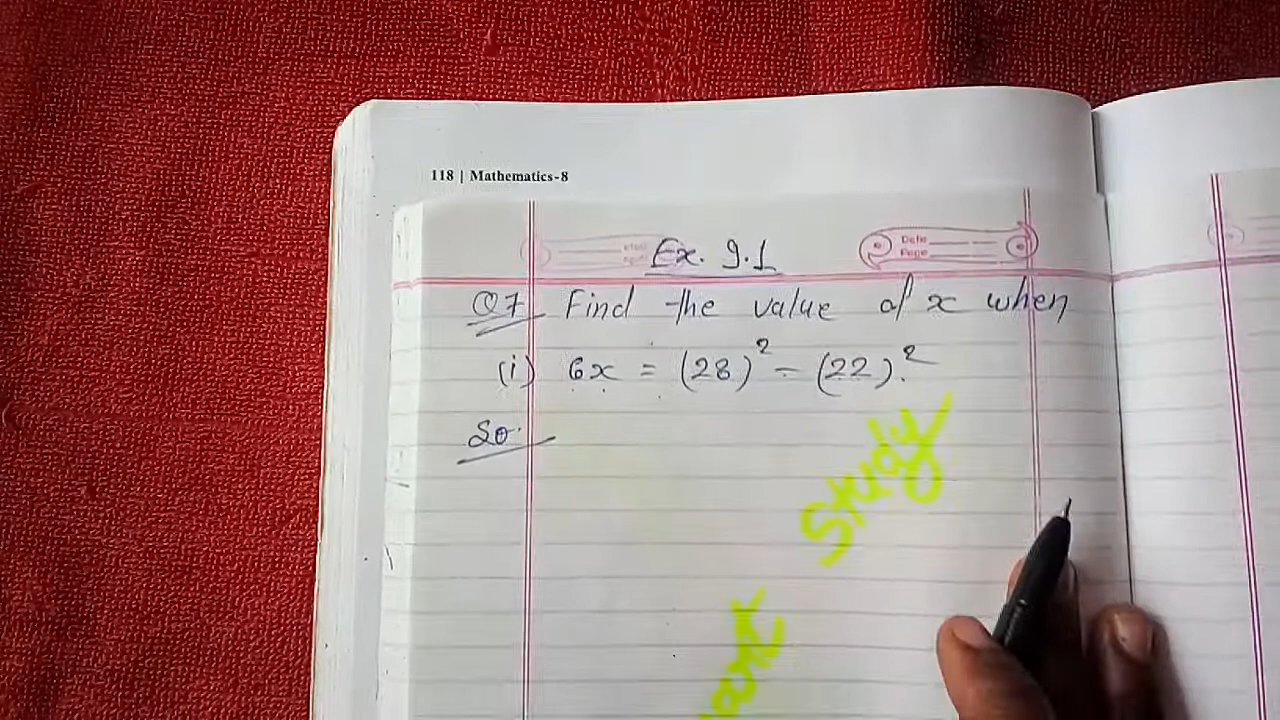 118 | Mathematics-8
Date
Page
Ex. 9.1
Q7 Find the value of x when
(i) 6x = (28)² - (22)².
So.
Study